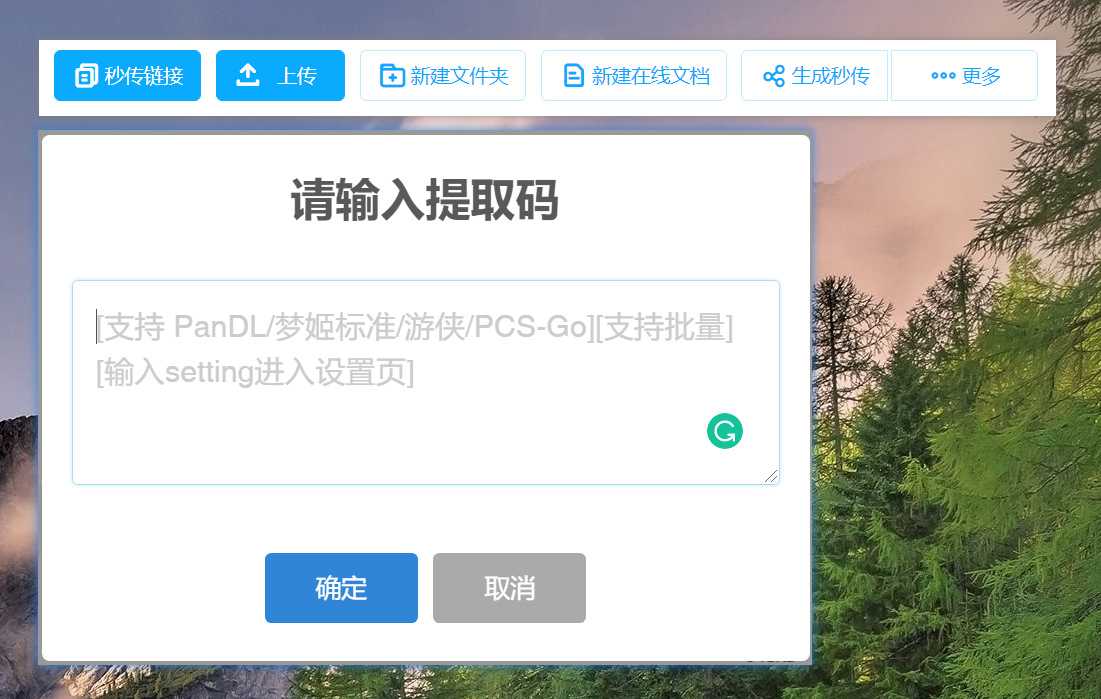 秒传链接 上传 新建文件夹 新建在线文档 生成秒传 更多
请输入提取码
[支持 PanDL/梦姬标准/游侠/PCS-Go][支持批量]
[输入setting进入设置页]
确定 取消